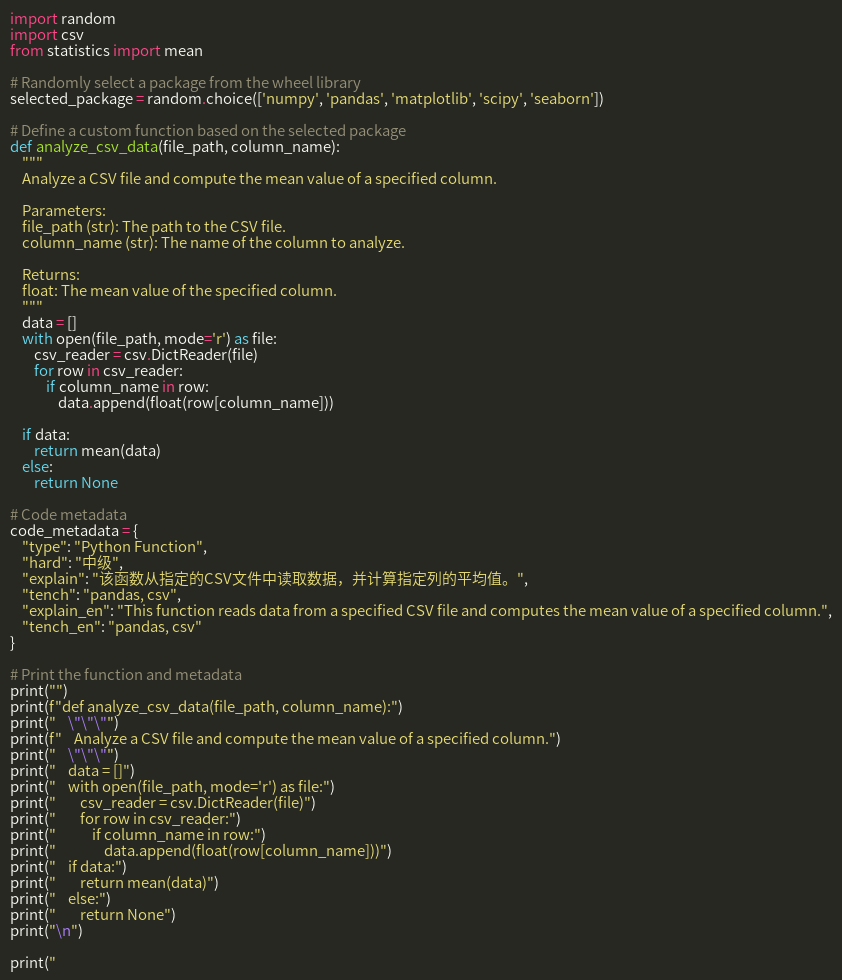 import random
import csv
from statistics import mean

# Randomly select a package from the wheel library
selected_package = random.choice(['numpy', 'pandas', 'matplotlib', 'scipy', 'seaborn'])

# Define a custom function based on the selected package
def analyze_csv_data(file_path, column_name):
    """
    Analyze a CSV file and compute the mean value of a specified column.

    Parameters:
    file_path (str): The path to the CSV file.
    column_name (str): The name of the column to analyze.

    Returns:
    float: The mean value of the specified column.
    """
    data = []
    with open(file_path, mode='r') as file:
        csv_reader = csv.DictReader(file)
        for row in csv_reader:
            if column_name in row:
                data.append(float(row[column_name]))

    if data:
        return mean(data)
    else:
        return None

# Code metadata
code_metadata = {
    "type": "Python Function",
    "hard": "中级",
    "explain": "该函数从指定的CSV文件中读取数据，并计算指定列的平均值。",
    "tench": "pandas, csv",
    "explain_en": "This function reads data from a specified CSV file and computes the mean value of a specified column.",
    "tench_en": "pandas, csv"
}

# Print the function and metadata
print("")
print(f"def analyze_csv_data(file_path, column_name):")
print("    \"\"\"")
print(f"    Analyze a CSV file and compute the mean value of a specified column.")
print("    \"\"\"")
print("    data = []")
print("    with open(file_path, mode='r') as file:")
print("        csv_reader = csv.DictReader(file)")
print("        for row in csv_reader:")
print("            if column_name in row:")
print("                data.append(float(row[column_name]))")
print("    if data:")
print("        return mean(data)")
print("    else:")
print("        return None")
print("\n")

print("